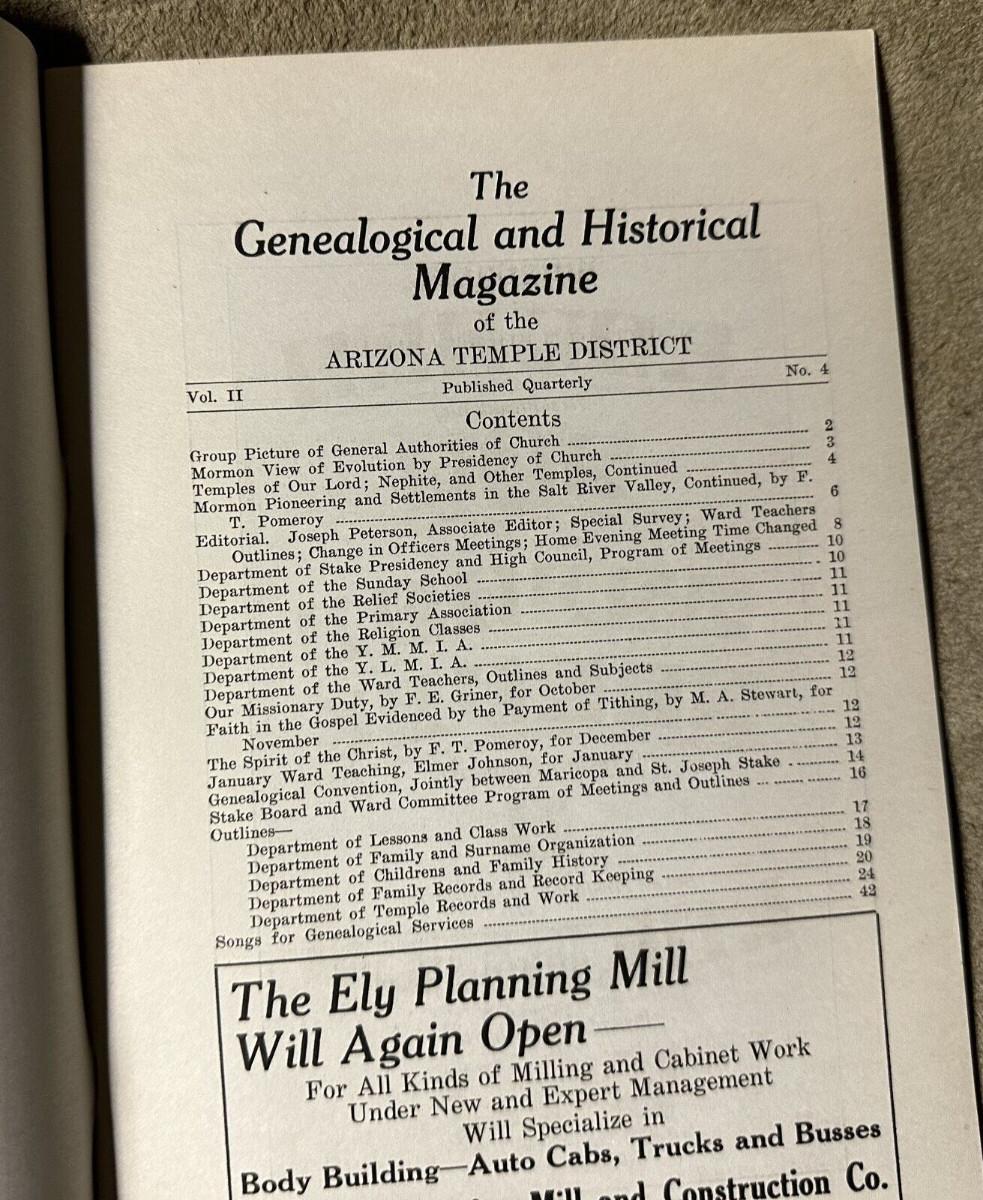 The
Genealogical and Historical
Magazine
of the
ARIZONA TEMPLE DISTRICT
Vol. II Published Quarterly No. 4
Contents
Group Picture of General Authorities of Church 2
Mormon View of Evolution by Presidency of Church 3
Temples of Our Lord; Nephite, and Other Temples, Continued 4
Mormon Pioneering and Settlements in the Salt River Valley, Continued, by F.
T. Pomeroy 6
Editorial. Joseph Peterson, Associate Editor; Special Survey; Ward Teachers
Outlines; Change in Officers Meetings; Home Evening Meeting Time Changed 8
Department of Stake Presidency and High Council, Program of Meetings 10
Department of the Sunday School 10
Department of the Relief Societies 11
Department of the Primary Association 11
Department of the Religion Classes 11
Department of the Y. M. M. I. A. 11
Department of the Y. L. M. I. A. 11
Department of the Ward Teachers, Outlines and Subjects 12
Our Missionary Duty, by F. E. Griner, for October 12
Faith in the Gospel Evidenced by the Payment of Tithing, by M. A. Stewart, for
November 12
The Spirit of the Christ, by F. T. Pomeroy, for December 12
January Ward Teaching, Elmer Johnson, for January 13
Genealogical Convention, Jointly between Maricopa and St. Joseph Stake 14
Stake Board and Ward Committee Program of Meetings and Outlines 16
Outlines—
Department of Lessons and Class Work 17
Department of Family and Surname Organization 18
Department of Childrens and Family History 19
Department of Family Records and Record Keeping 20
Department of Temple Records and Work 24
Songs for Genealogical Services 42
The Ely Planning Mill
Will Again Open—
For All Kinds of Milling and Cabinet Work
Under New and Expert Management
Will Specialize in
Body Building—Auto Cabs, Trucks and Busses
Mill and Construction Co.